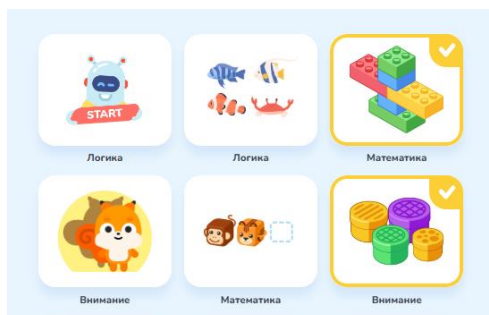 START
Логика
Логика
Математика
Внимание
Математика
Внимание